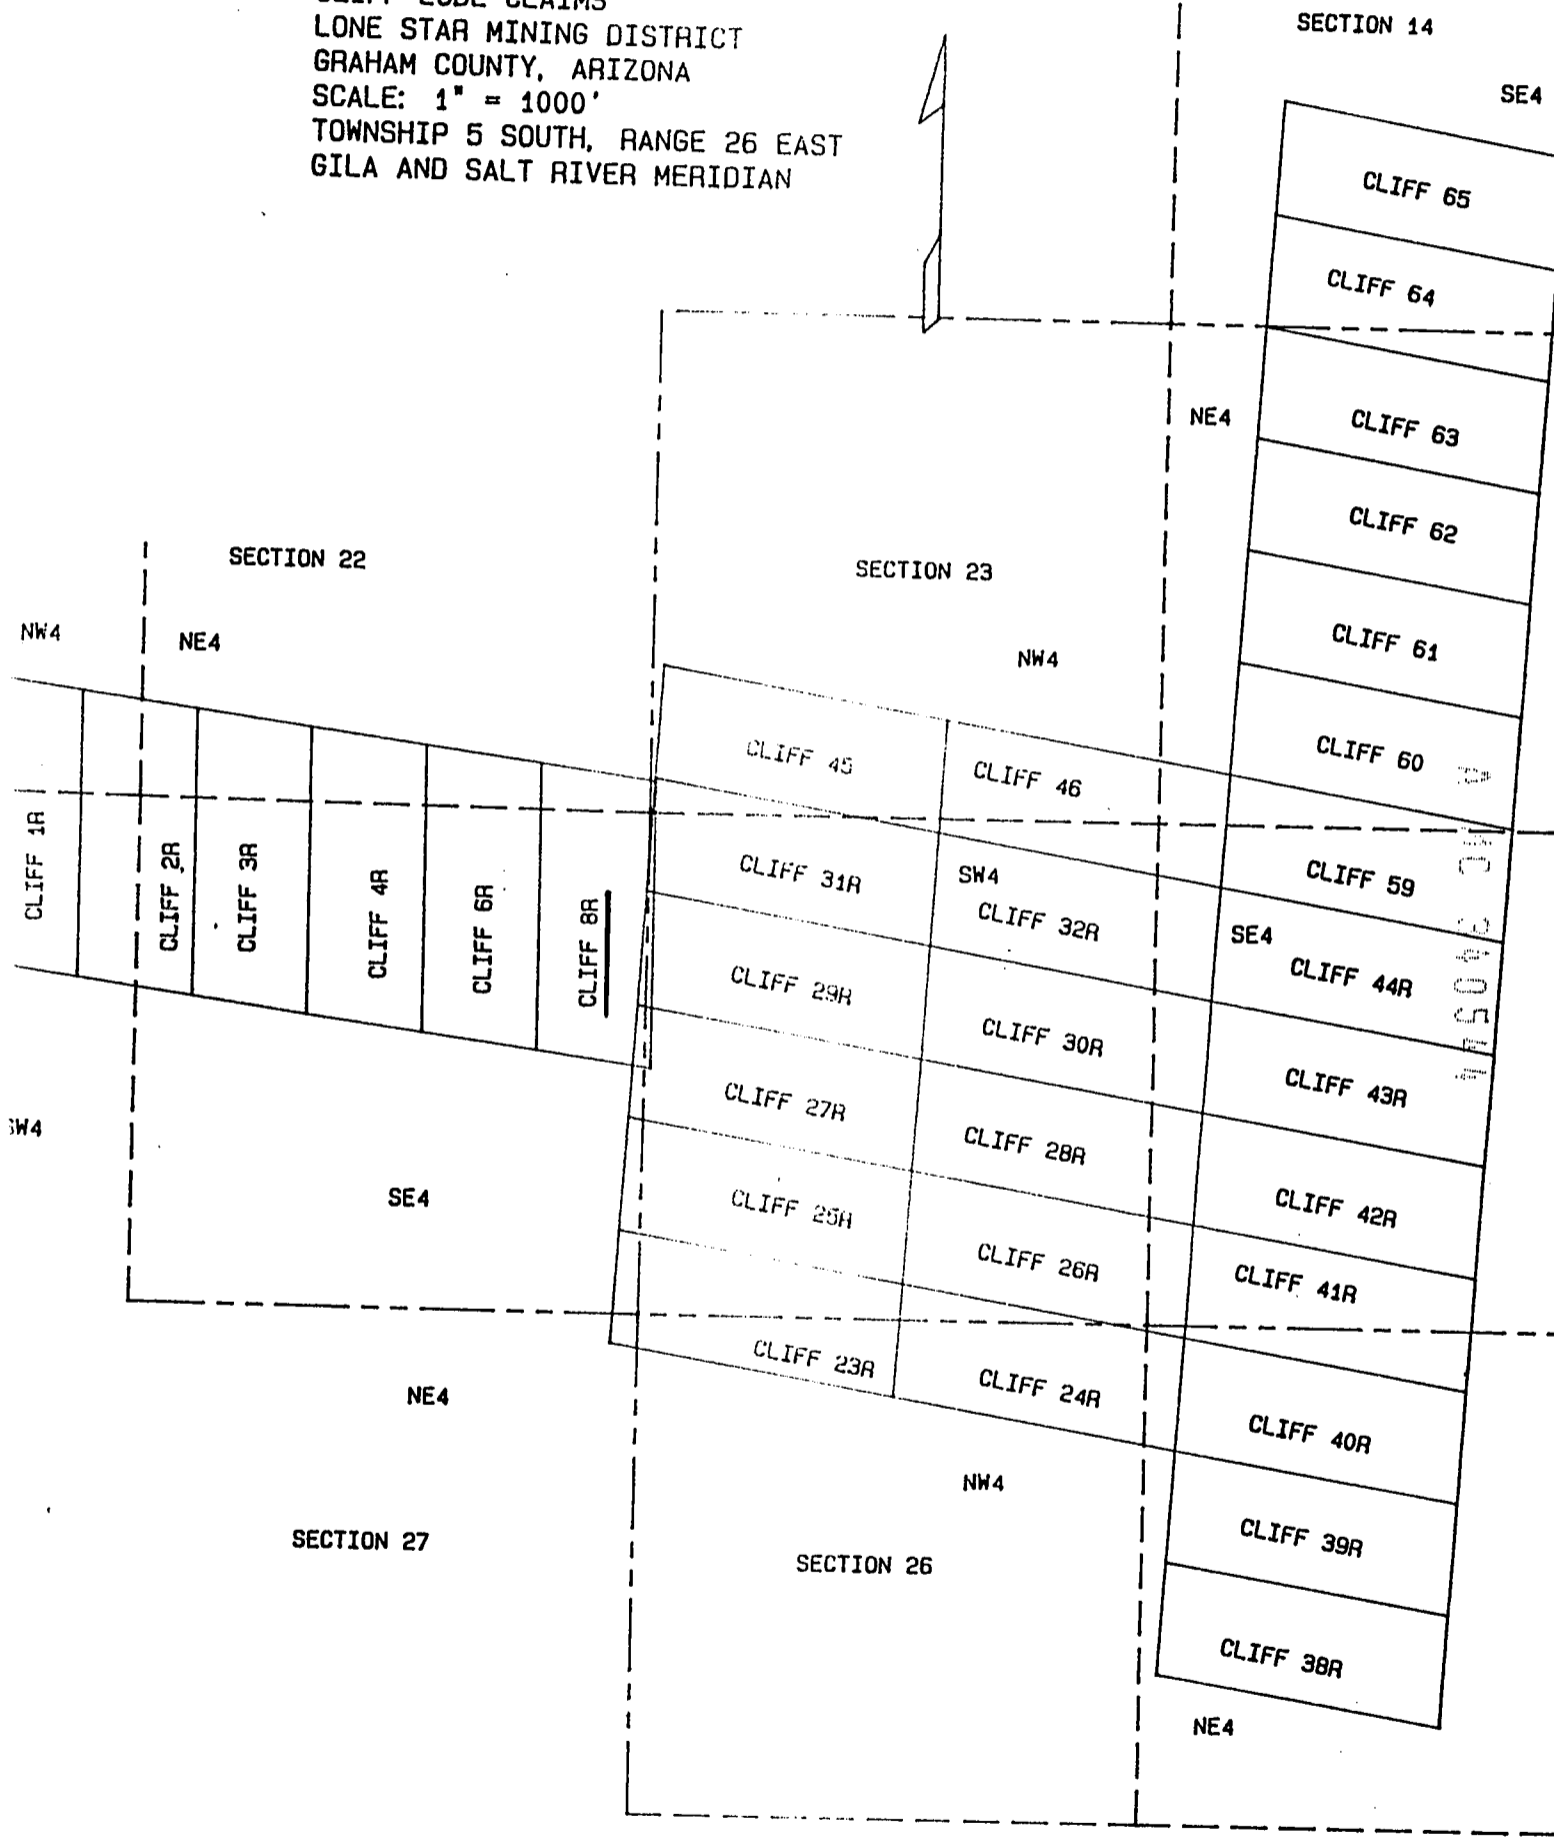 LONE STAR MINING DISTRICT
GRAHAM COUNTY, ARIZONA
SCALE: 1" = 1000'
TOWNSHIP 5 SOUTH, RANGE 26 EAST
GILA AND SALT RIVER MERIDIAN
SECTION 14
SE4
CLIFF 65
CLIFF 64
NE4
CLIFF 63
CLIFF 62
SECTION 22
SECTION 23
NW4
NE4
NW4
CLIFF 61
CLIFF 60
CLIFF 45
CLIFF 46
CLIFF 1R
CLIFF 2R
CLIFF 3R
CLIFF 4R
CLIFF 6R
CLIFF 8R
CLIFF 31R
SW4
CLIFF 32R
CLIFF 59
SE4
CLIFF 44R
CLIFF 29R
CLIFF 30R
CLIFF 43R
CLIFF 27R
CLIFF 28R
SW4
SE4
CLIFF 25R
CLIFF 26R
CLIFF 42R
CLIFF 41R
CLIFF 23R
CLIFF 24R
NE4
CLIFF 40R
NW4
SECTION 27
SECTION 26
CLIFF 39R
CLIFF 38R
NE4